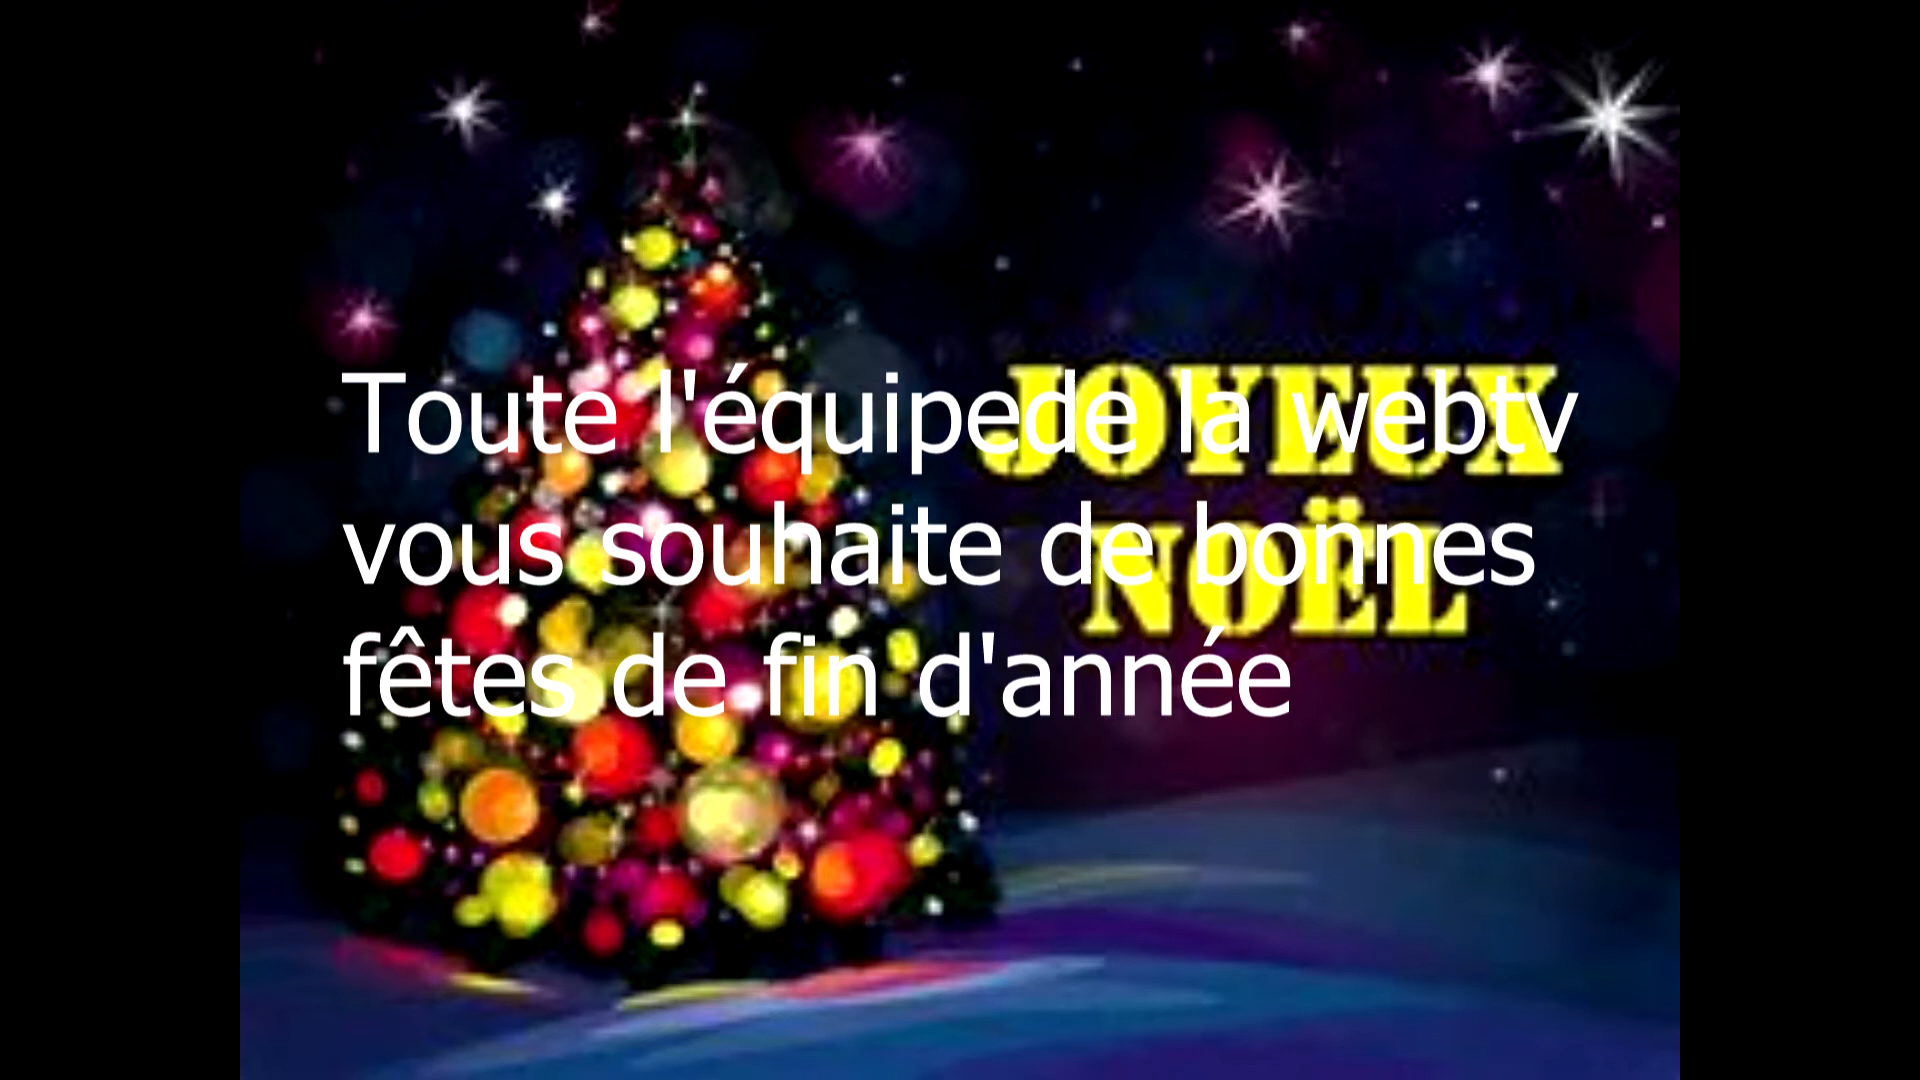 Toute l'équipede la webtv
vous souhaite de bonnes
fêtes de fin d'année
JOYEUX
NOËL